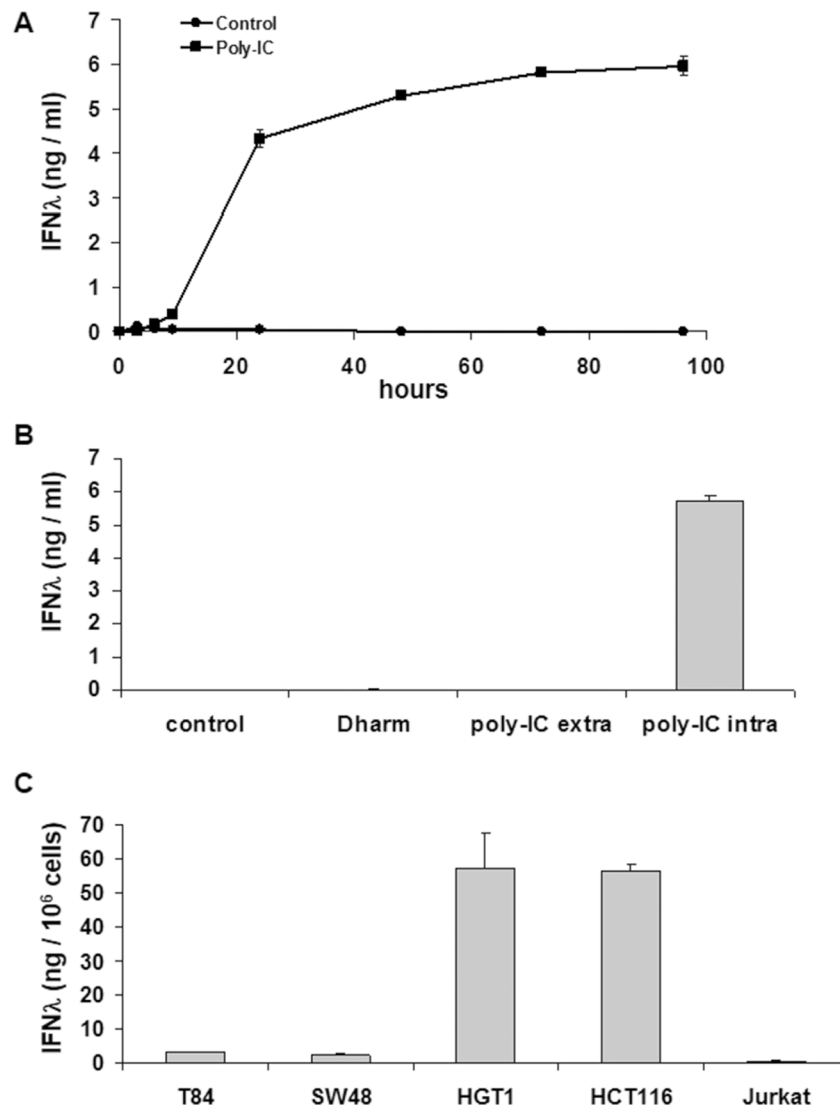 A
Control
Poly-IC
IFNλ (ng / ml)
7
6
5
4
3
2
1
0
0 20 40 60 80 100
hours
B
IFNλ (ng / ml)
7
6
5
4
3
2
1
0
control Dharm poly-IC extra poly-IC intra
C
IFNλ (ng / 10⁶ cells)
70
60
50
40
30
20
10
0
T84 SW48 HGT1 HCT116 Jurkat